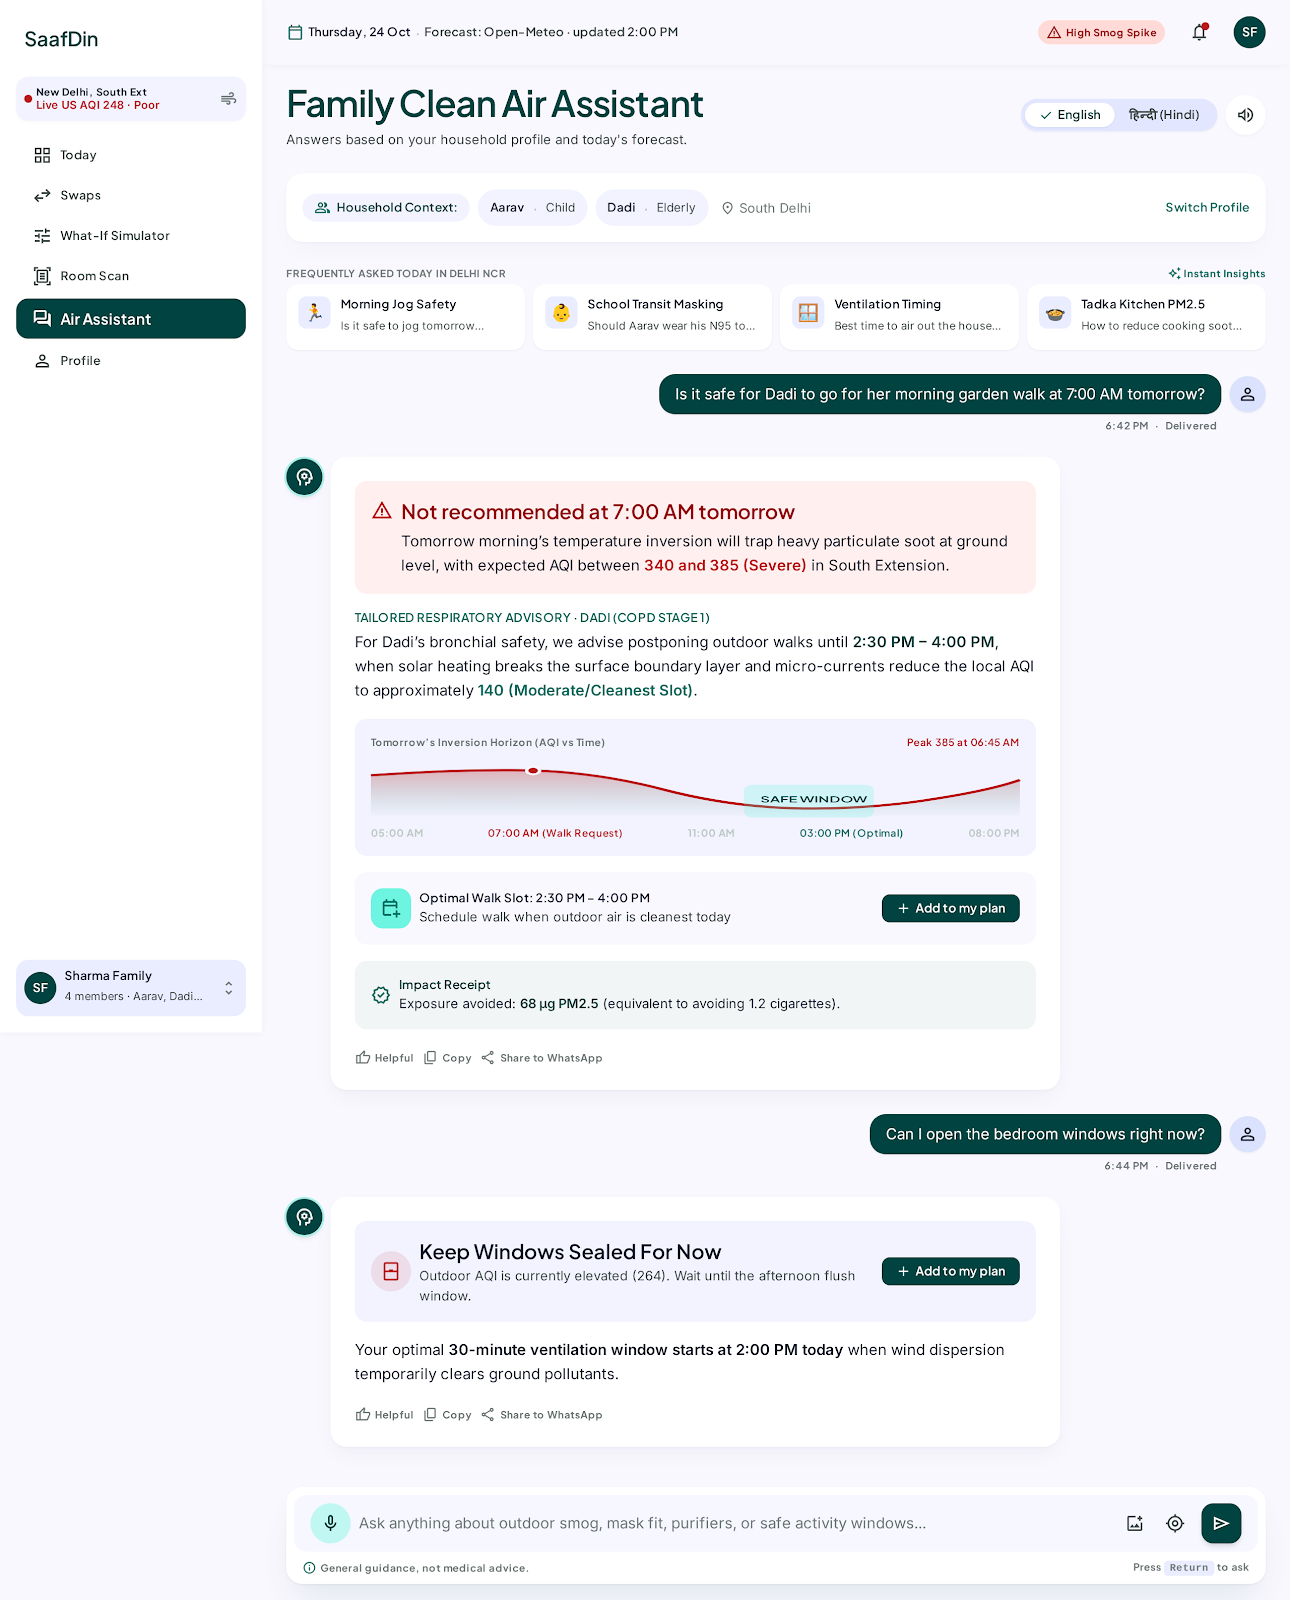 SaafDin
New Delhi, South Ext
Live US AQI 248 · Poor
Today
Swaps
What-If Simulator
Room Scan
Air Assistant
Profile
Sharma Family
4 members · Aarav, Dadi...
SF
Thursday, 24 Oct · Forecast: Open-Meteo · updated 2:00 PM
High Smog Spike
SF
Family Clean Air Assistant
Answers based on your household profile and today's forecast.
English
हिन्दी (Hindi)
Household Context:
Aarav · Child
Dadi · Elderly
South Delhi
Switch Profile
FREQUENTLY ASKED TODAY IN DELHI NCR
Instant Insights
Morning Jog Safety
Is it safe to jog tomorrow...
School Transit Masking
Should Aarav wear his N95 to...
Ventilation Timing
Best time to air out the house...
Tadka Kitchen PM2.5
How to reduce cooking soot...
Is it safe for Dadi to go for her morning garden walk at 7:00 AM tomorrow?
6:42 PM · Delivered
Not recommended at 7:00 AM tomorrow
Tomorrow morning's temperature inversion will trap heavy particulate soot at ground
level, with expected AQI between 340 and 385 (Severe) in South Extension.
TAILORED RESPIRATORY ADVISORY · DADI (COPD STAGE 1)
For Dadi's bronchial safety, we advise postponing outdoor walks until 2:30 PM – 4:00 PM,
when solar heating breaks the surface boundary layer and micro-currents reduce the local AQI
to approximately 140 (Moderate/Cleanest Slot).
Tomorrow's Inversion Horizon (AQI vs Time)
Peak 385 at 06:45 AM
SAFE WINDOW
05:00 AM
07:00 AM (Walk Request)
11:00 AM
03:00 PM (Optimal)
08:00 PM
Optimal Walk Slot: 2:30 PM – 4:00 PM
Schedule walk when outdoor air is cleanest today
Add to my plan
Impact Receipt
Exposure avoided: 68 µg PM2.5 (equivalent to avoiding 1.2 cigarettes).
Helpful
Copy
Share to WhatsApp
Can I open the bedroom windows right now?
6:44 PM · Delivered
Keep Windows Sealed For Now
Outdoor AQI is currently elevated (264). Wait until the afternoon flush
window.
Add to my plan
Your optimal 30-minute ventilation window starts at 2:00 PM today when wind dispersion
temporarily clears ground pollutants.
Helpful
Copy
Share to WhatsApp
Ask anything about outdoor smog, mask fit, purifiers, or safe activity windows...
General guidance, not medical advice.
Press Return to ask